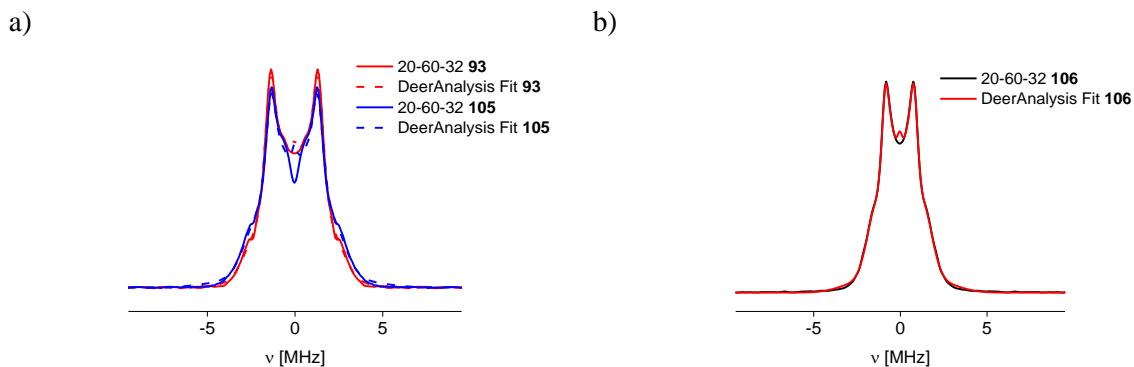 a)
20-60-32 93
DeerAnalysis Fit 93
20-60-32 105
DeerAnalysis Fit 105
-5 0 5
ν [MHz]
b)
20-60-32 106
DeerAnalysis Fit 106
-5 0 5
ν [MHz]